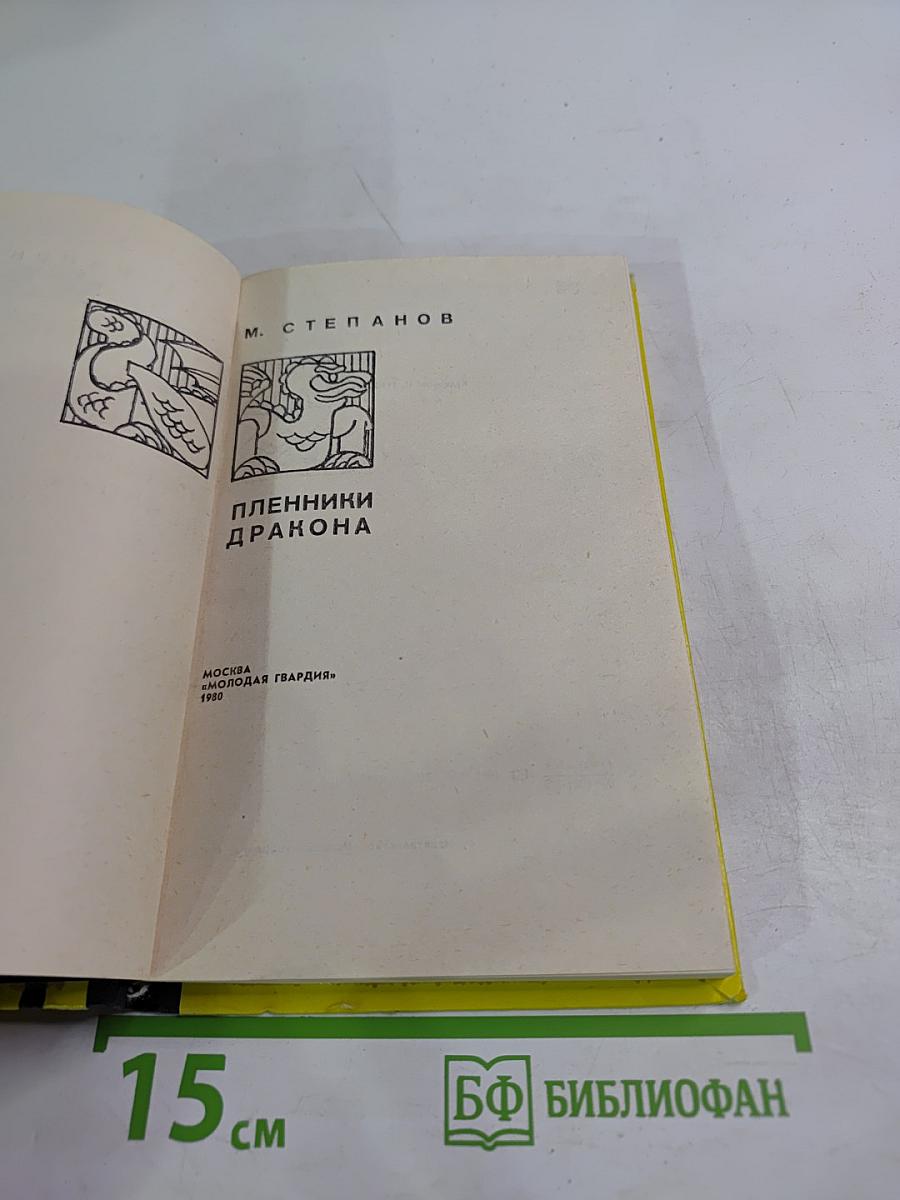 М. СТЕПАНОВ
ПЛЕННИКИ
ДРАКОНА
МОСКВА
«МОЛОДАЯ ГВАРДИЯ»
1980
15 см
БФ БИБЛИОФАН